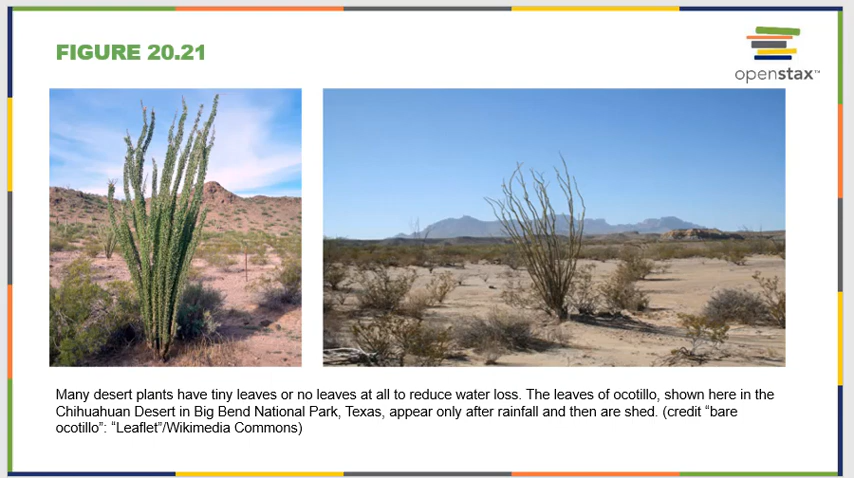 FIGURE 20.21
openstax™
Many desert plants have tiny leaves or no leaves at all to reduce water loss. The leaves of ocotillo, shown here in the
Chihuahuan Desert in Big Bend National Park, Texas, appear only after rainfall and then are shed. (credit “bare
ocotillo”: “Leaflet”/Wikimedia Commons)